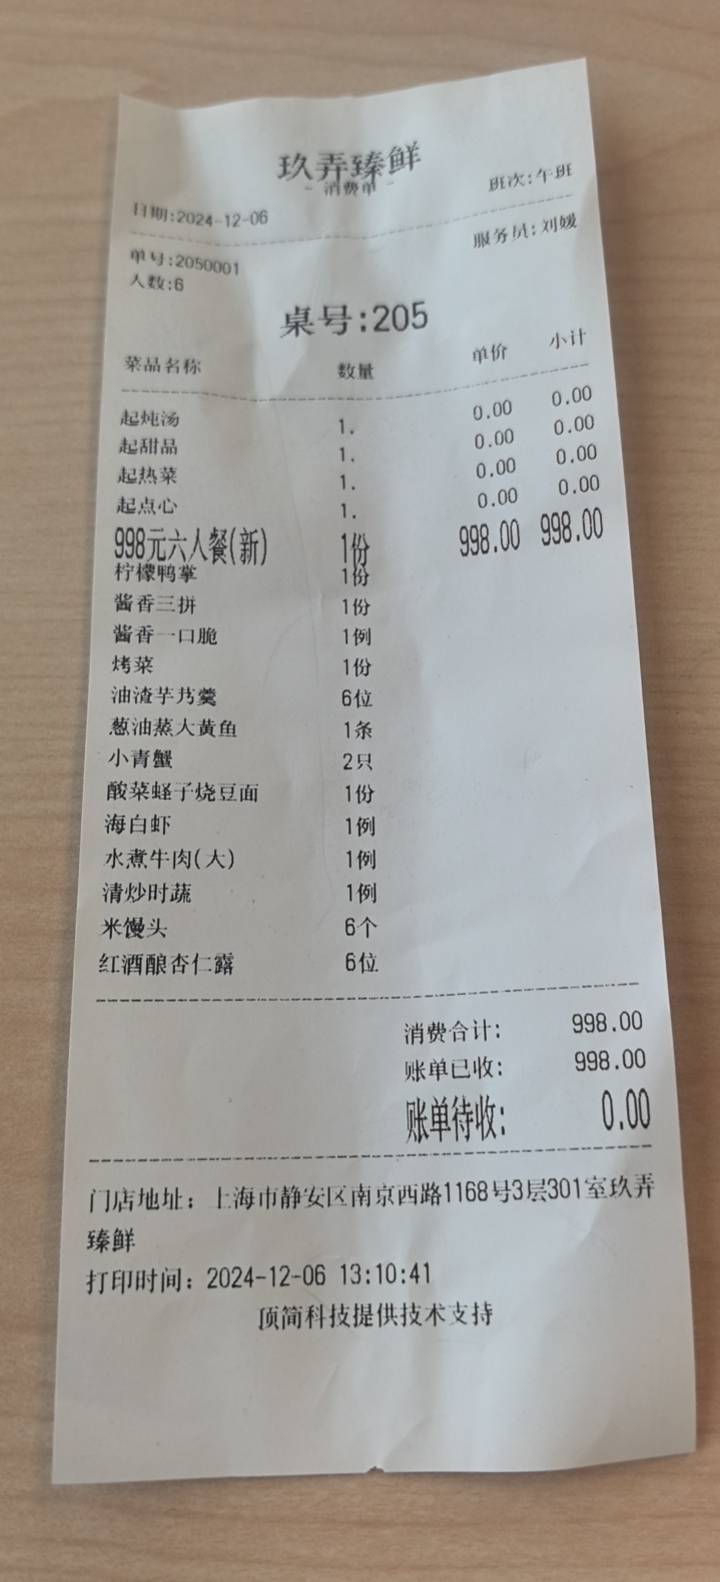 玖弄臻鲜
- 消费单 -
日期:2024-12-06 班次:午班
单号:2050001 服务员:刘媛
人数:6
桌号:205
菜品名称 数量 单价 小计
起炖汤 1. 0.00 0.00
起甜品 1. 0.00 0.00
起热菜 1. 0.00 0.00
起点心 1. 0.00 0.00
998元六人餐(新) 1份 998.00 998.00
柠檬鸭掌 1份
酱香三拼 1份
酱香一口脆 1例
烤菜 1份
油渣芋艿羹 6位
葱油蒸大黄鱼 1条
小青蟹 2只
酸菜蛏子烧豆面 1份
海白虾 1例
水煮牛肉(大) 1例
清炒时蔬 1例
米馒头 6个
红酒酿杏仁露 6位
消费合计: 998.00
账单已收: 998.00
账单待收: 0.00
门店地址：上海市静安区南京西路1168号3层301室玖弄
臻鲜
打印时间：2024-12-06 13:10:41
顶简科技提供技术支持